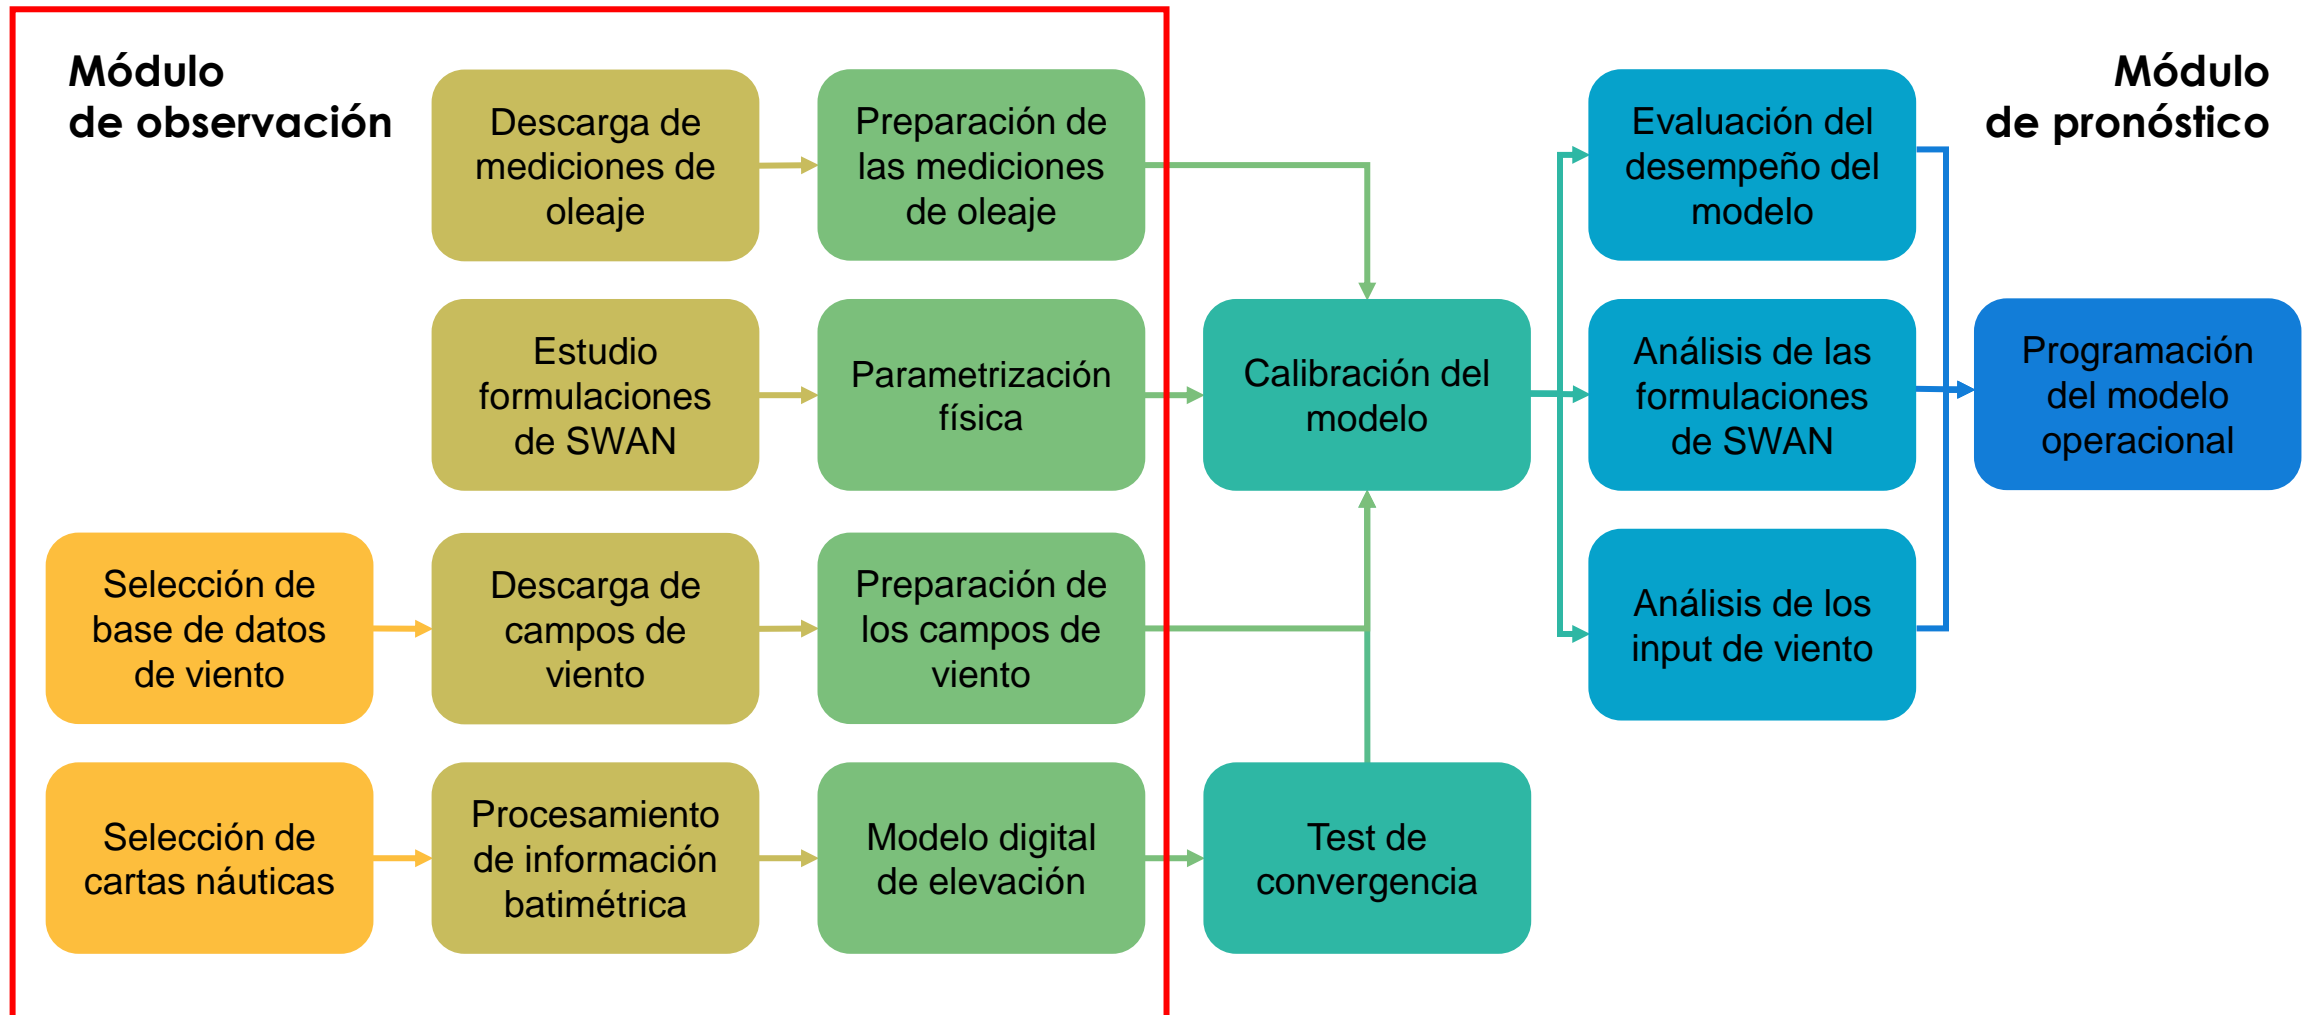 Módulo
de observación
Módulo
de pronóstico
Descarga de
mediciones de
oleaje
Preparación de
las mediciones
de oleaje
Evaluación del
desempeño del
modelo
Estudio
formulaciones
de SWAN
Parametrización
física
Calibración del
modelo
Análisis de las
formulaciones
de SWAN
Programación
del modelo
operacional
Selección de
base de datos
de viento
Descarga de
campos de
viento
Preparación de
los campos de
viento
Análisis de los
input de viento
Selección de
cartas náuticas
Procesamiento
de información
batimétrica
Modelo digital
de elevación
Test de
convergencia